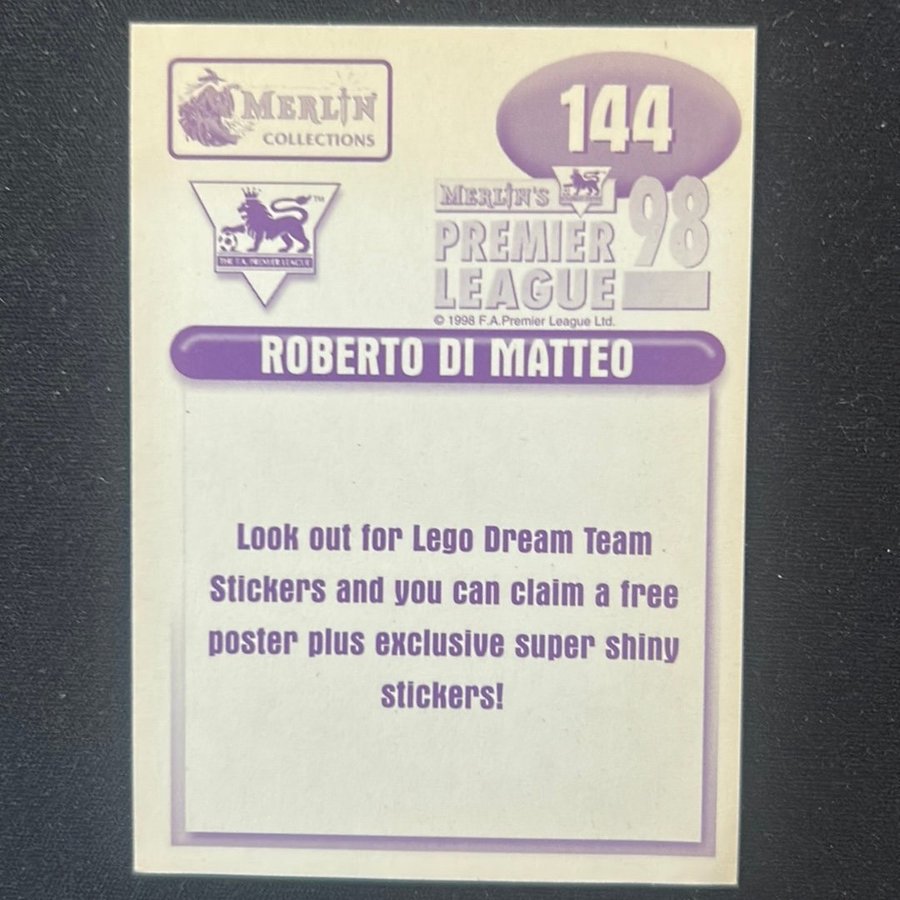 MERLIN
COLLECTIONS
144
TM
THE F.A. PREMIER LEAGUE
MERLIN'S
PREMIER 98
LEAGUE
© 1998 F.A.Premier League Ltd.
ROBERTO DI MATTEO
Look out for Lego Dream Team
Stickers and you can claim a free
poster plus exclusive super shiny
stickers!